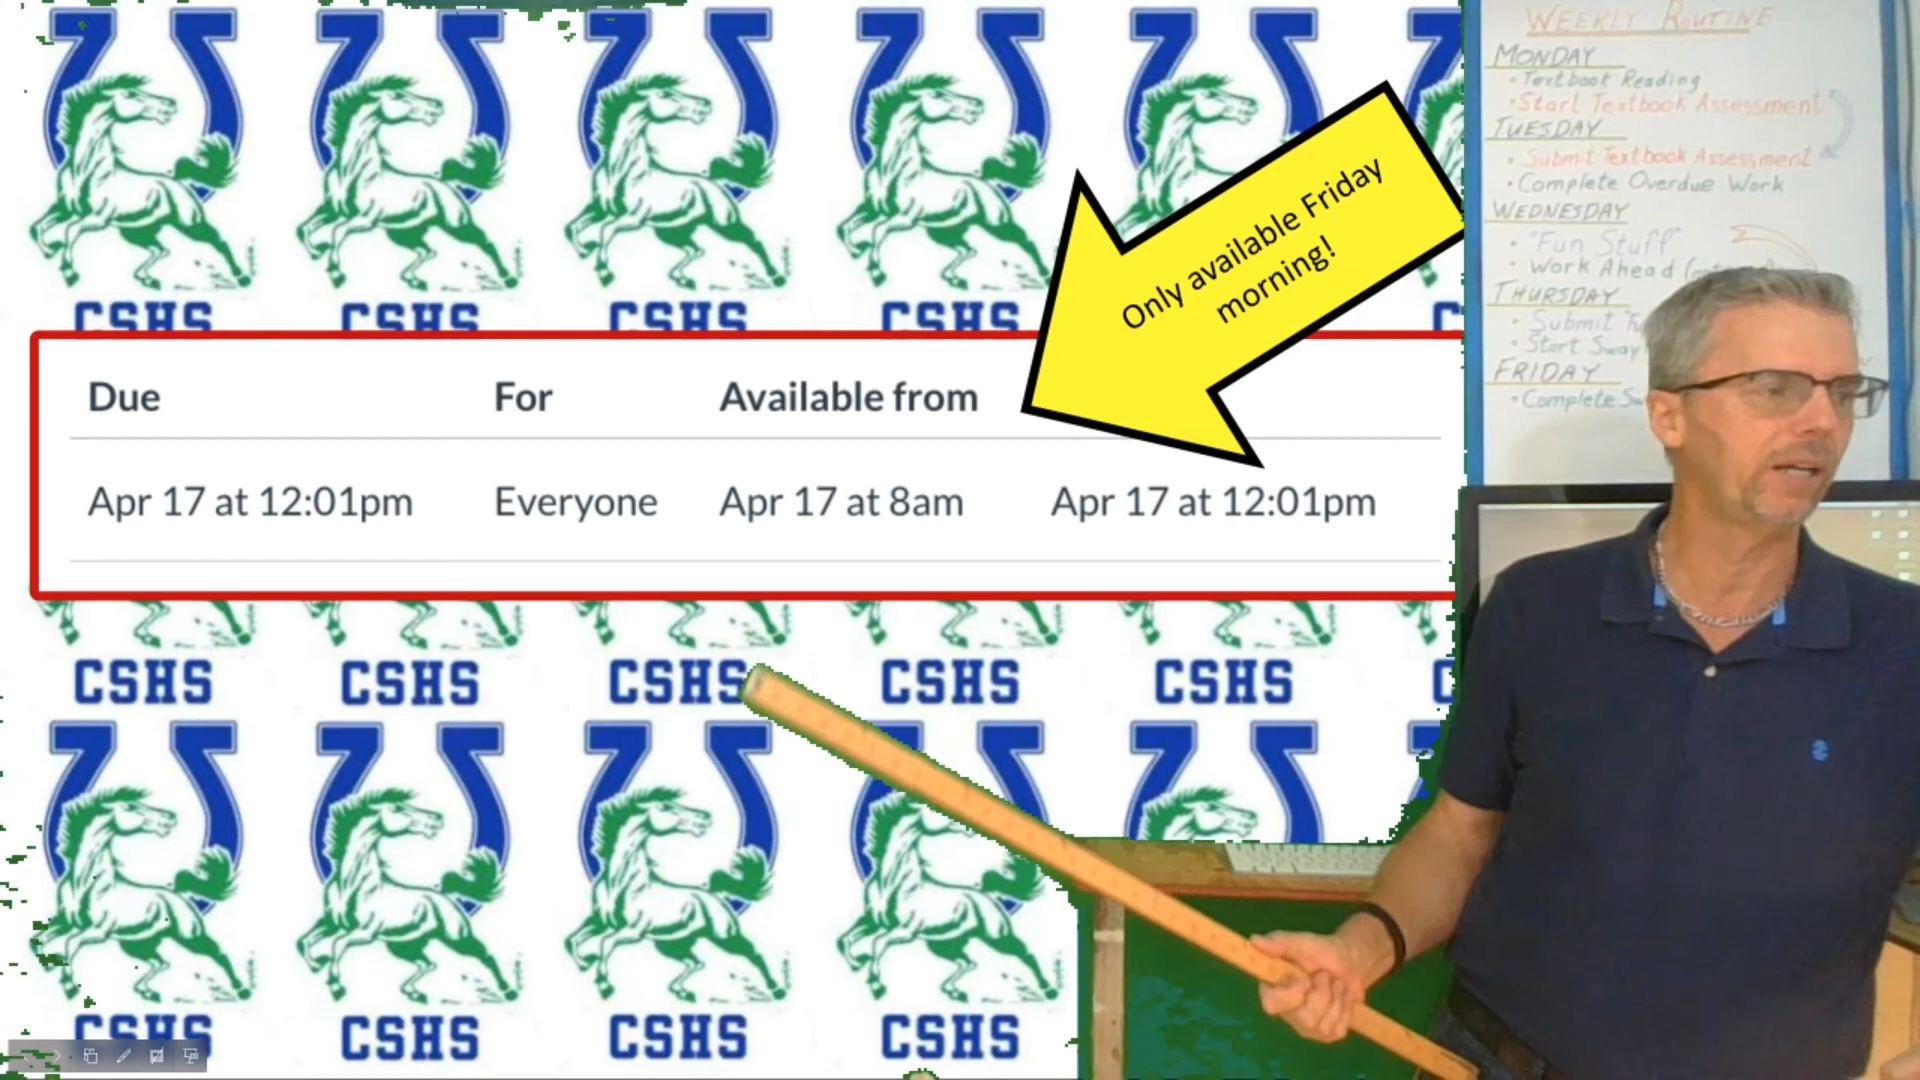 CSHS CSHS CSHS CSHS C
Due For Available from
Apr 17 at 12:01pm Everyone Apr 17 at 8am Apr 17 at 12:01pm
Only available Friday
morning!
CSHS CSHS CSHS CSHS CSHS C
CSHS CSHS CSHS CSHS
WEEKLY ROUTINE
MONDAY
• Textbook Reading
• Start Textbook Assessment
TUESDAY
• Submit Textbook Assessment
• Complete Overdue Work
WEDNESDAY
• "Fun Stuff"
• Work Ahead
THURSDAY
• Submit
• Start Sway
FRIDAY
• Complete